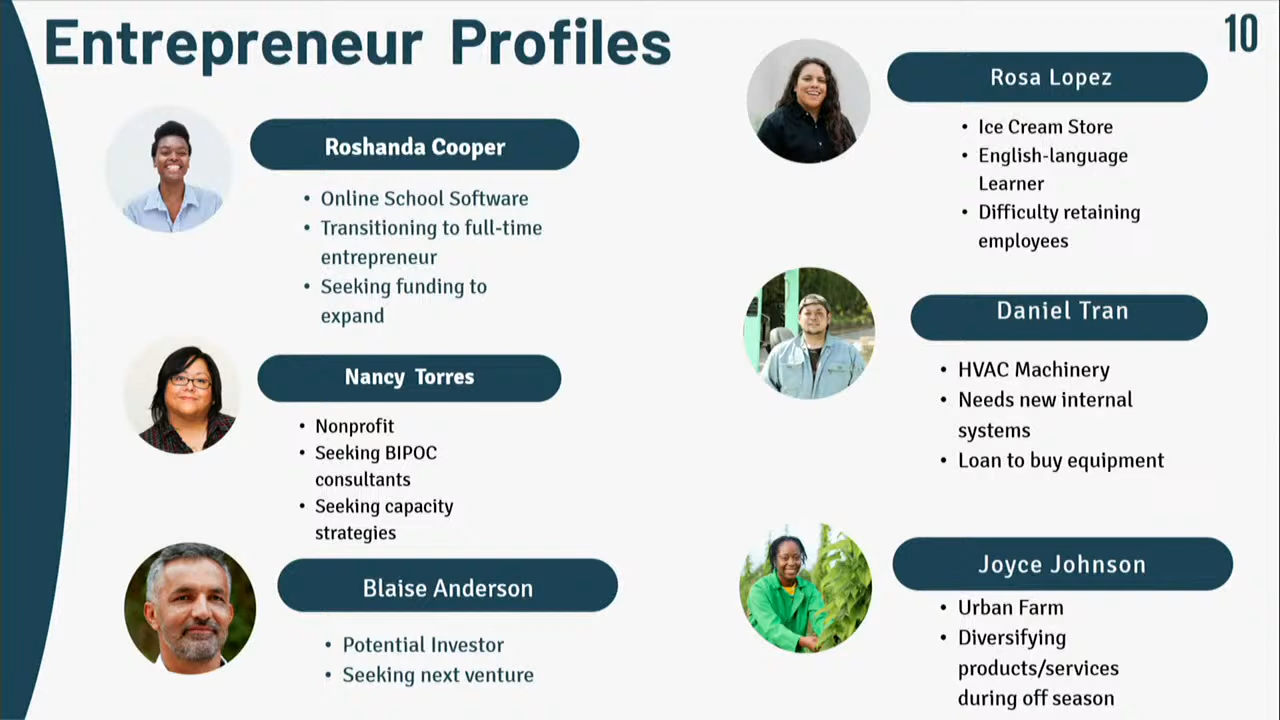 Entrepreneur Profiles
10
Roshanda Cooper
• Online School Software
• Transitioning to full-time
entrepreneur
• Seeking funding to
expand
Nancy Torres
• Nonprofit
• Seeking BIPOC
consultants
• Seeking capacity
strategies
Blaise Anderson
• Potential Investor
• Seeking next venture
Rosa Lopez
• Ice Cream Store
• English-language
Learner
• Difficulty retaining
employees
Daniel Tran
• HVAC Machinery
• Needs new internal
systems
• Loan to buy equipment
Joyce Johnson
• Urban Farm
• Diversifying
products/services
during off season